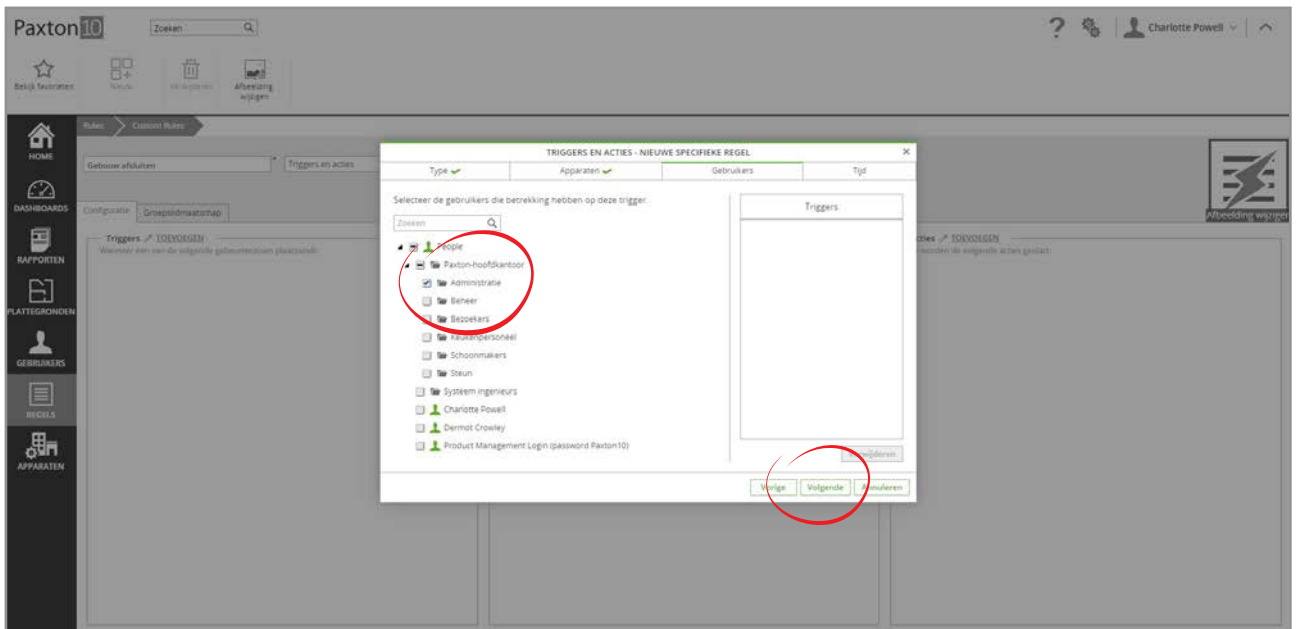 Paxton10
Zoeken
? Charlotte Powell
Bekijk favorieten
Nieuw
Verwijderen
Afbeelding
wijzigen
Rules
Custom Rules
HOME
DASHBOARDS
RAPPORTEN
PLATTEGRONDEN
GEBRUIKERS
REGELS
APPARATEN
Gebouw afsluiten *
Triggers en acties
Configuratie
Groepslidmaatschap
Triggers TOEVOEGEN
Wanneer een van de volgende gebeurtenissen plaatsvindt:
TRIGGERS EN ACTIES - NIEUWE SPECIFIEKE REGEL
Type
Apparaten
Gebruikers
Tijd
Selecteer de gebruikers die betrekking hebben op deze trigger.
Zoeken
People
Paxton-hoofdkantoor
Administratie
Beheer
Bezoekers
Keukenpersoneel
Schoonmakers
Steun
Systeem ingenieurs
Charlotte Powell
Dermot Crowley
Product Management Login (password Paxton10)
Triggers
Verwijderen
Vorige
Volgende
Annuleren
cties TOEVOEGEN
worden de volgende acties gestart:
Afbeelding wijziger